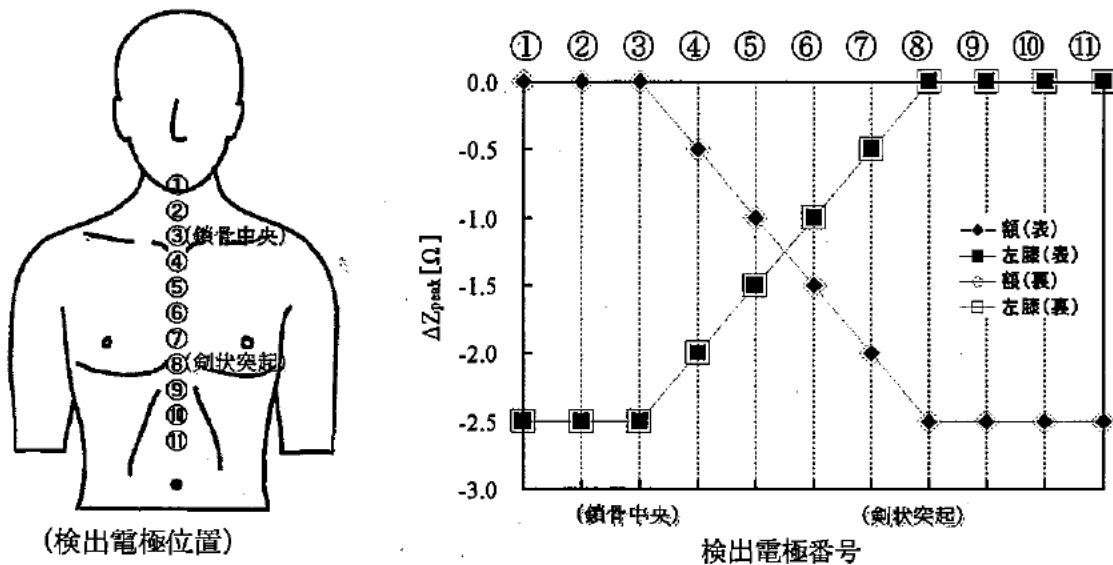 ①
②
③(鎖骨中央)
④
⑤
⑥
⑦
⑧(剣状突起)
⑨
⑩
⑪
(検出電極位置)
① ② ③ ④ ⑤ ⑥ ⑦ ⑧ ⑨ ⑩ ⑪
0.0
-0.5
-1.0
-1.5
-2.0
-2.5
-3.0
ΔZpeak[Ω]
額(表)
左膝(表)
額(裏)
左膝(裏)
(鎖骨中央) (剣状突起)
検出電極番号